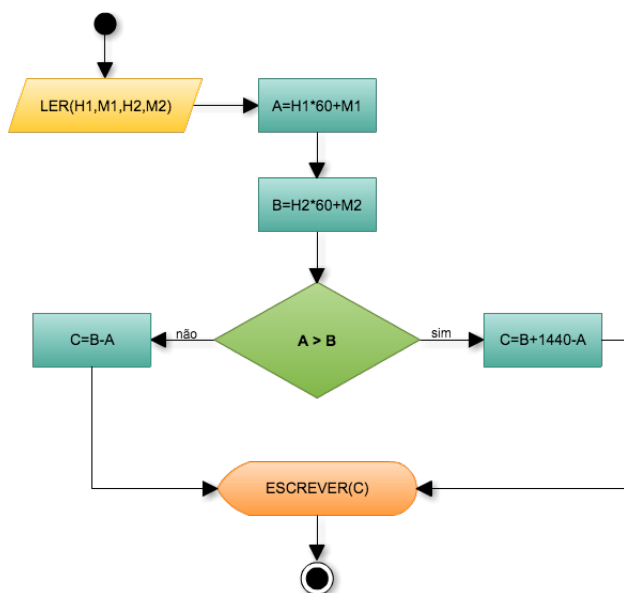 LER(H1,M1,H2,M2)
A=H1*60+M1
B=H2*60+M2
A > B
não
sim
C=B-A
C=B+1440-A
ESCREVER(C)